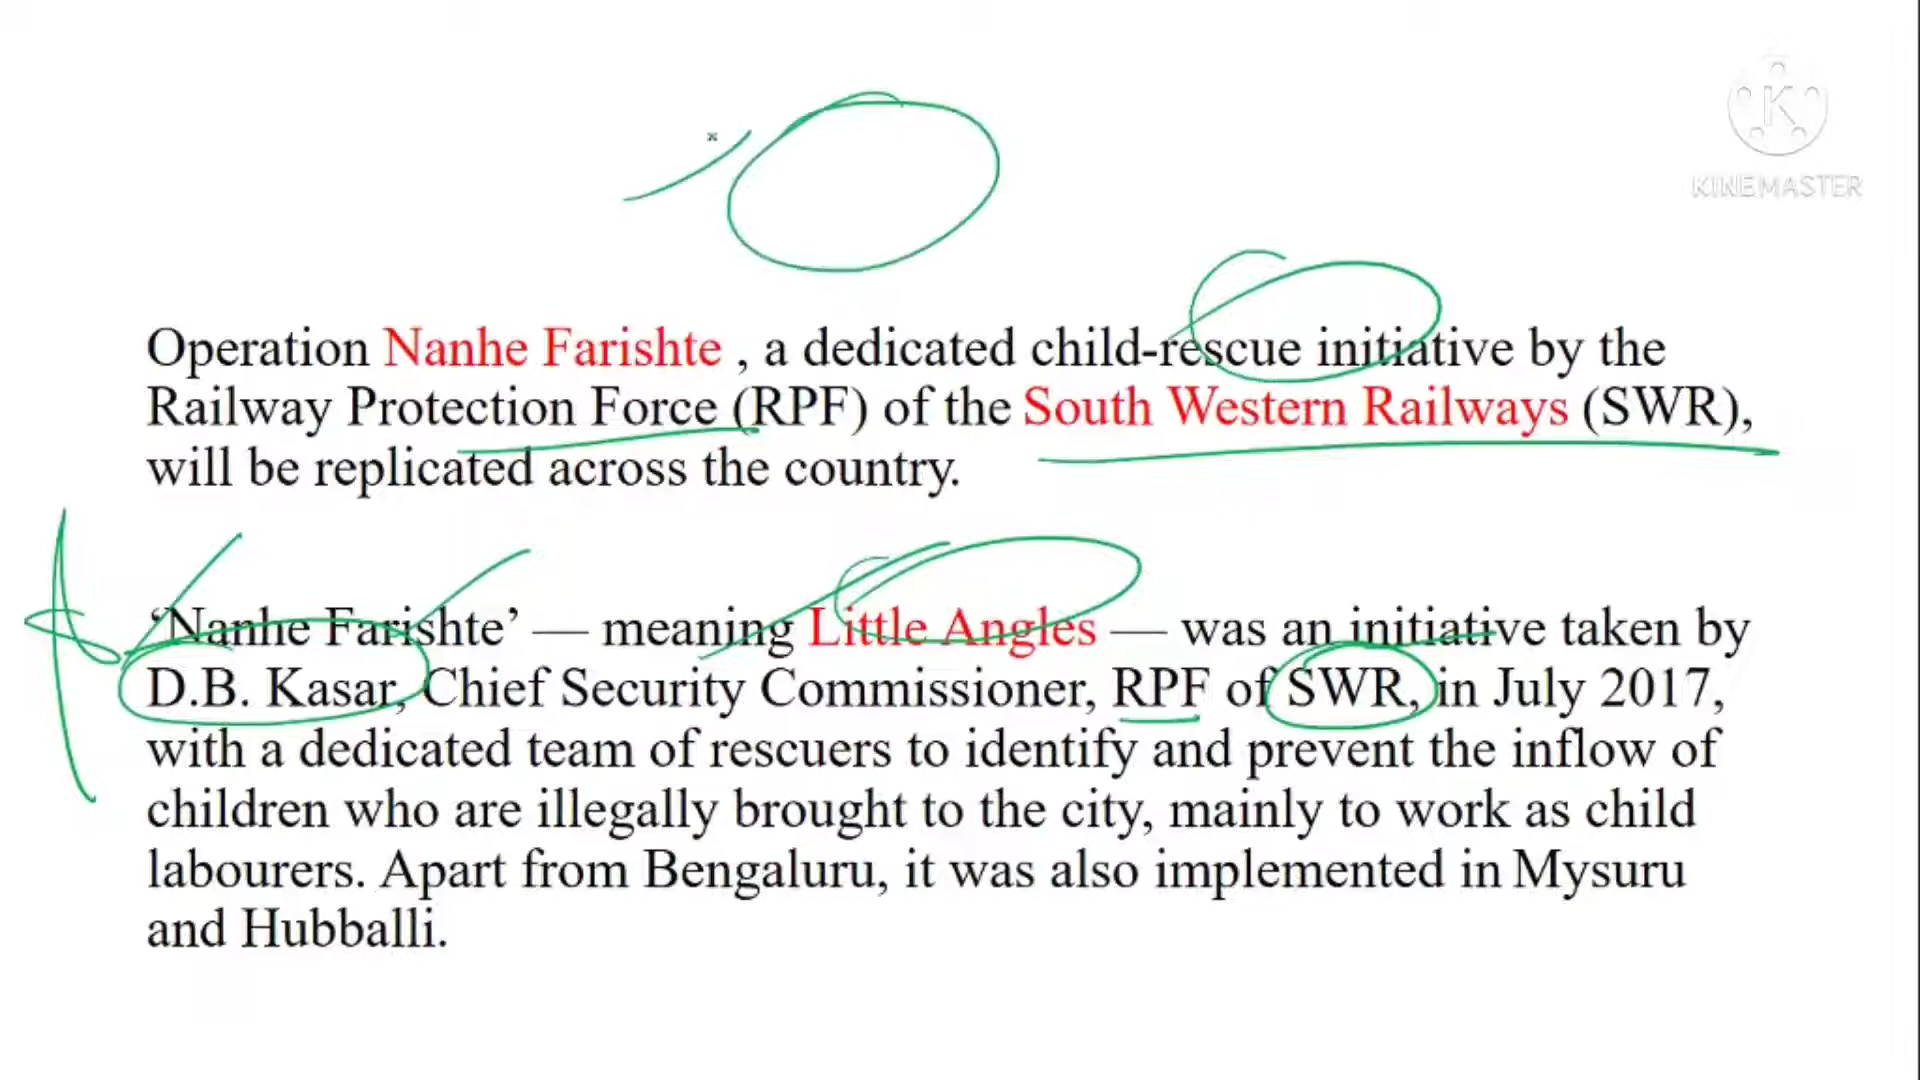 KINEMASTER
Operation Nanhe Farishte , a dedicated child-rescue initiative by the
Railway Protection Force (RPF) of the South Western Railways (SWR),
will be replicated across the country.
‘Nanhe Farishte’ — meaning Little Angles — was an initiative taken by
D.B. Kasar, Chief Security Commissioner, RPF of SWR, in July 2017,
with a dedicated team of rescuers to identify and prevent the inflow of
children who are illegally brought to the city, mainly to work as child
labourers. Apart from Bengaluru, it was also implemented in Mysuru
and Hubballi.